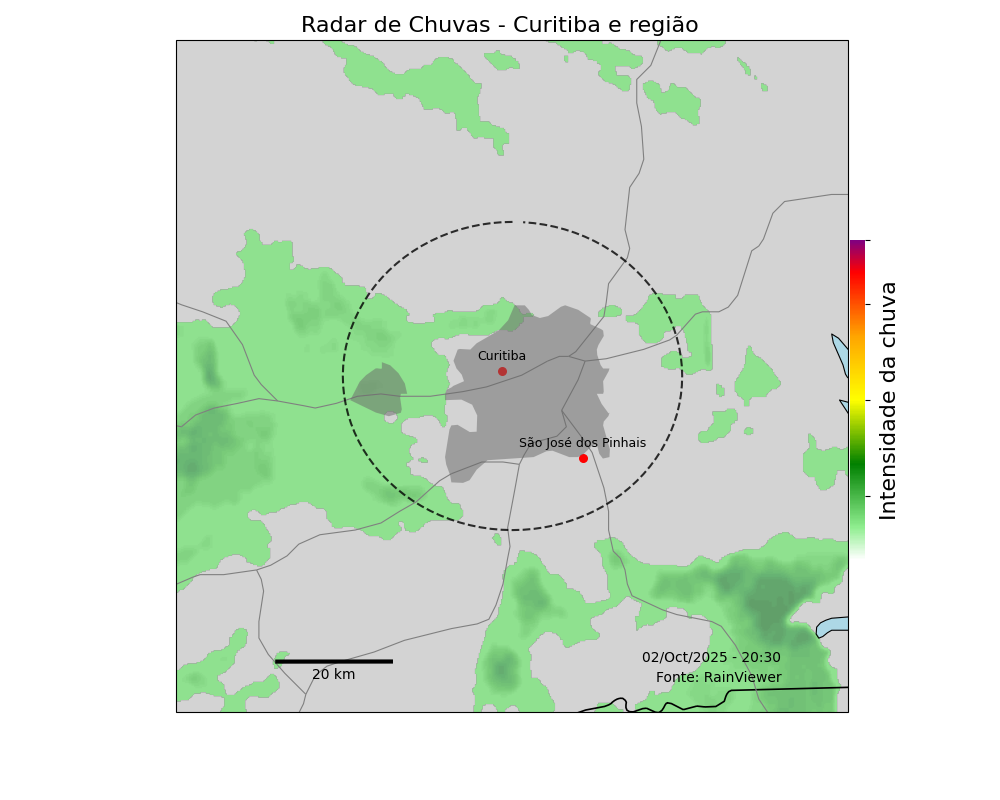 Radar de Chuvas - Curitiba e região
Curitiba
São José dos Pinhais
Intensidade da chuva
20 km
02/Oct/2025 - 20:30
Fonte: RainViewer